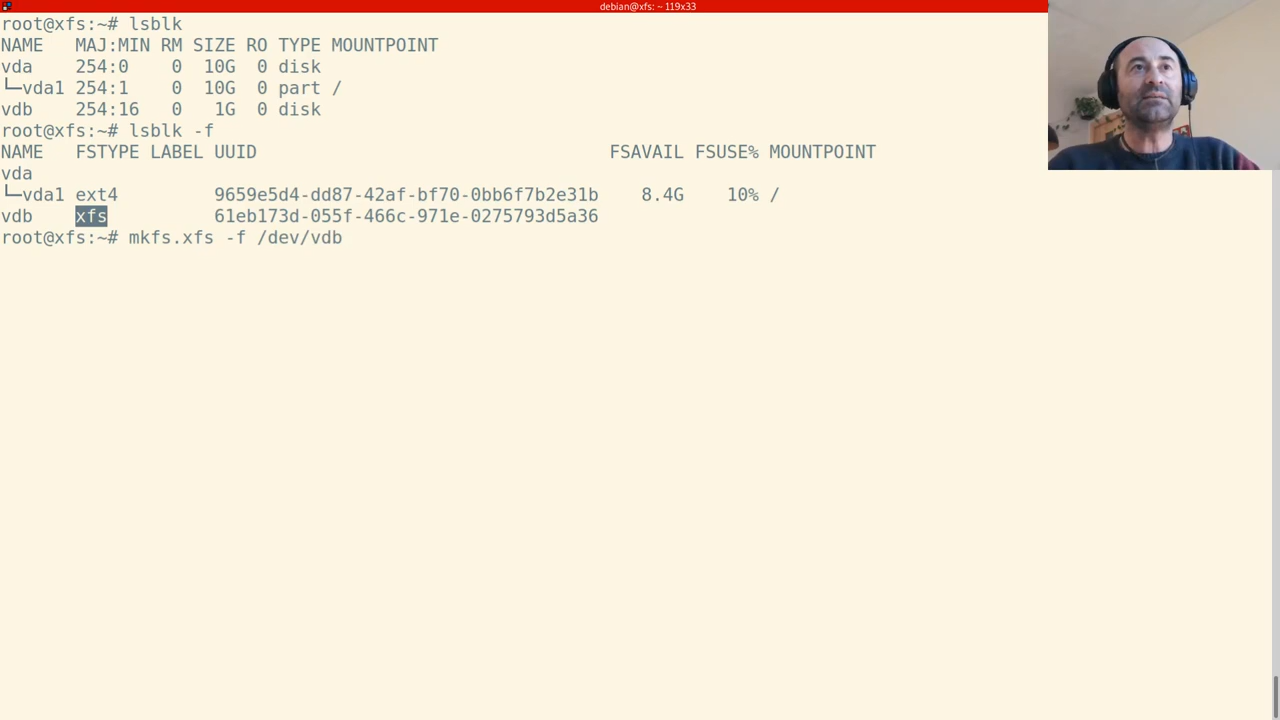 debian@xfs: ~ 119x33
root@xfs:~# lsblk
NAME   MAJ:MIN RM SIZE RO TYPE MOUNTPOINT
vda    254:0    0  10G  0 disk
└─vda1 254:1    0  10G  0 part /
vdb    254:16   0   1G  0 disk
root@xfs:~# lsblk -f
NAME   FSTYPE LABEL UUID                                 FSAVAIL FSUSE% MOUNTPOINT
vda
└─vda1 ext4         9659e5d4-dd87-42af-bf70-0bb6f7b2e31b    8.4G    10% /
vdb    xfs          61eb173d-055f-466c-971e-0275793d5a36
root@xfs:~# mkfs.xfs -f /dev/vdb